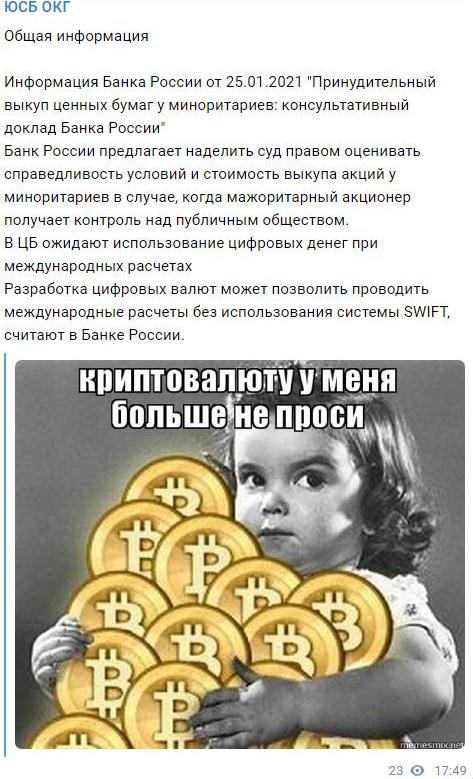 ЮСБ ОКГ
Общая информация
Информация Банка России от 25.01.2021 "Принудительный
выкуп ценных бумаг у миноритариев: консультативный
доклад Банка России"
Банк России предлагает наделить суд правом оценивать
справедливость условий и стоимость выкупа акций у
миноритариев в случае, когда мажоритарный акционер
получает контроль над публичным обществом.
В ЦБ ожидают использование цифровых денег при
международных расчетах
Разработка цифровых валют может позволить проводить
международные расчеты без использования системы SWIFT,
считают в Банке России.
криптовалюту у меня
больше не проси
memesmix.net
23 17:49